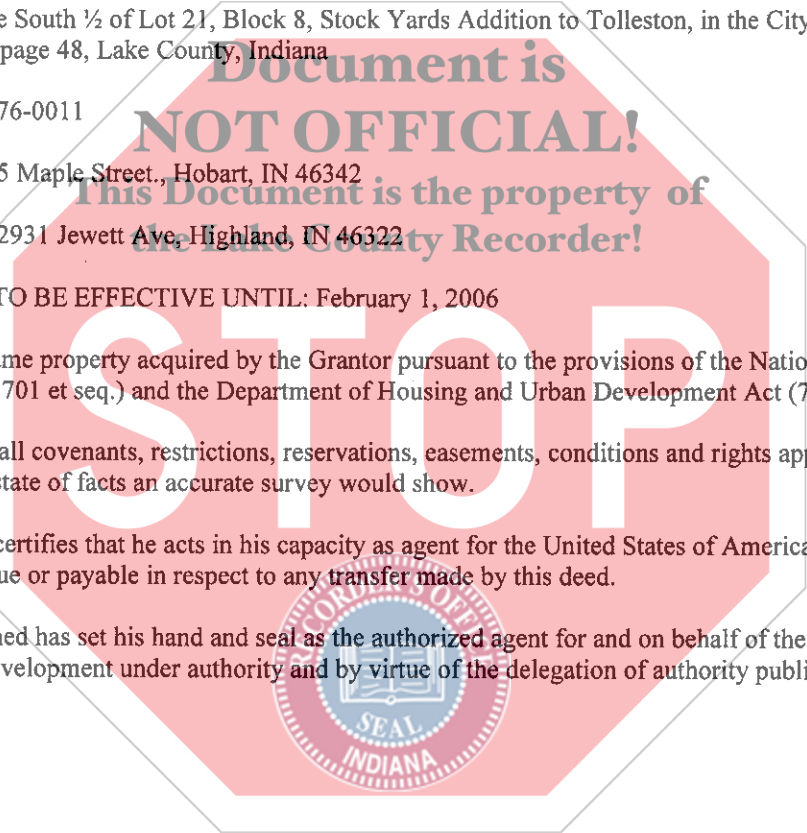 e South ½ of Lot 21, Block 8, Stock Yards Addition to Tolleston, in the City
page 48, Lake County, Indiana
Document is
76-0011
NOT OFFICIAL!
5 Maple Street., Hobart, IN 46342
This Document is the property of
2931 Jewett Ave, Highland, IN 46322
the Lake County Recorder!
TO BE EFFECTIVE UNTIL: February 1, 2006
STOP
me property acquired by the Grantor pursuant to the provisions of the Natio
701 et seq.) and the Department of Housing and Urban Development Act (7
all covenants, restrictions, reservations, easements, conditions and rights ap
state of facts an accurate survey would show.
certifies that he acts in his capacity as agent for the United States of America
ue or payable in respect to any transfer made by this deed.
ned has set his hand and seal as the authorized agent for and on behalf of the
velopment under authority and by virtue of the delegation of authority publi
RECORDER'S OFFICE
SEAL
INDIANA